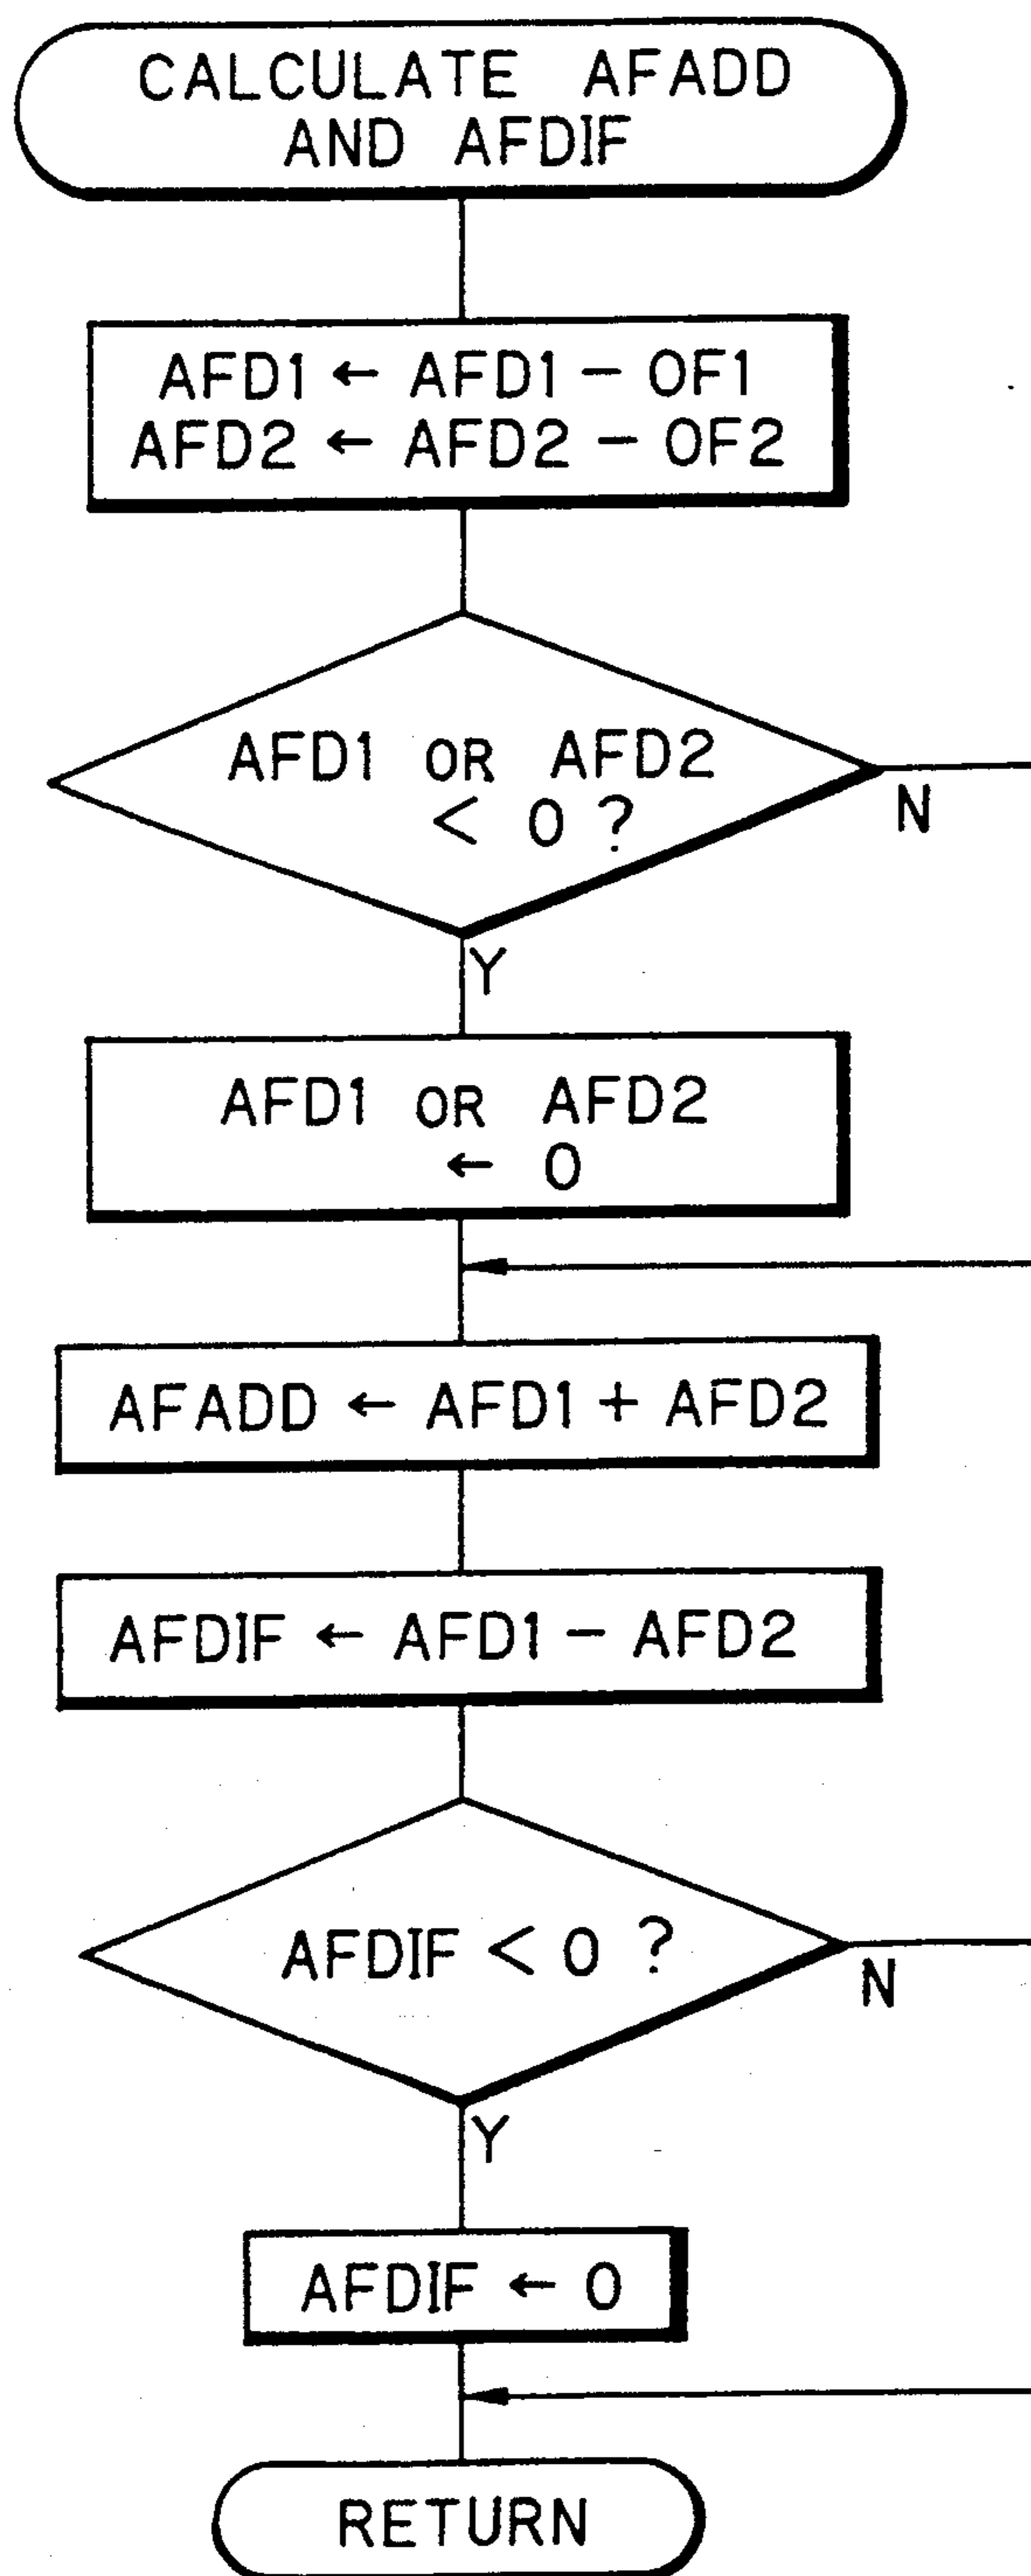 CALCULATE AFADD
AND AFDIF
AFD1 ← AFD1 – OF1
AFD2 ← AFD2 – OF2
AFD1 OR AFD2
< 0 ?
N
Y
AFD1 OR AFD2
← 0
AFADD ← AFD1 + AFD2
AFDIF ← AFD1 – AFD2
AFDIF < 0 ?
N
Y
AFDIF ← 0
RETURN